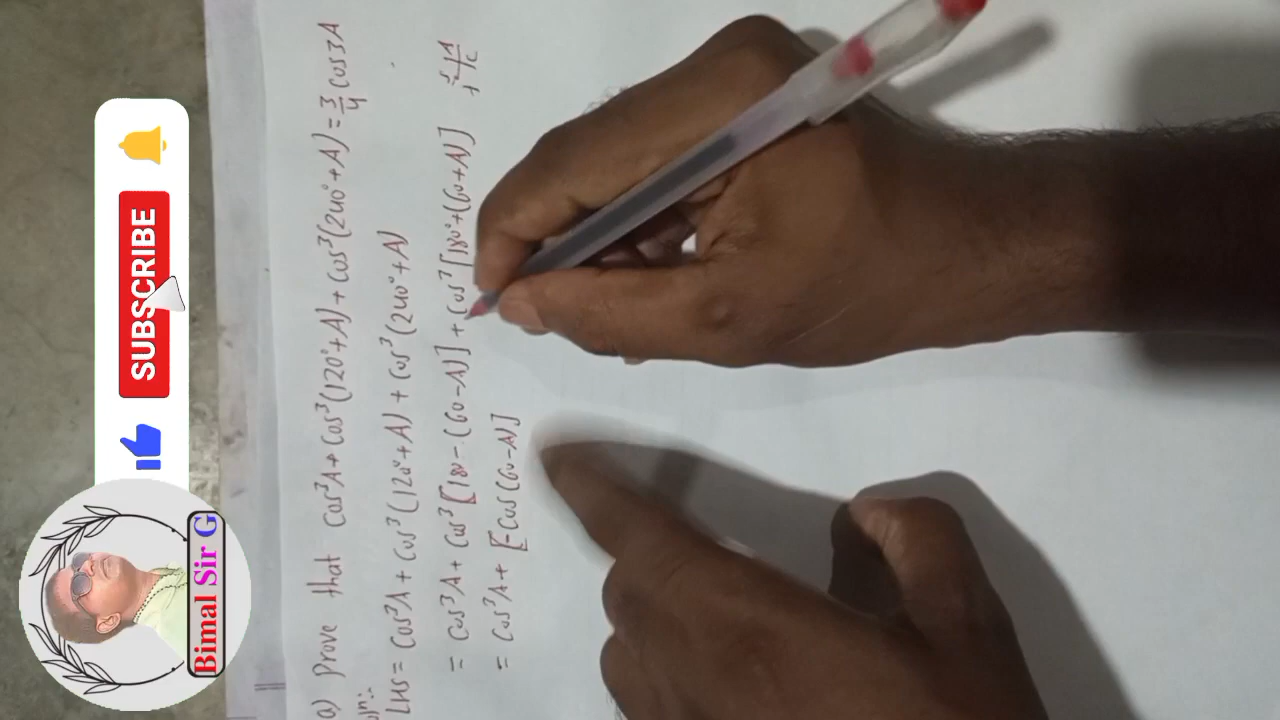 a) Prove that Cos³A + Cos³(120°+A) + Cos³(240°+A) = 3/4 Cos3A
Solⁿ:-
LHS = Cos³A + Cos³(120°+A) + Cos³(240°+A)
= Cos³A + Cos³[180-(60-A)] + Cos³[180°+(60+A)]
= Cos³A + [-Cos(60-A)]
S A
T C
SUBSCRIBE
Bimal Sir G